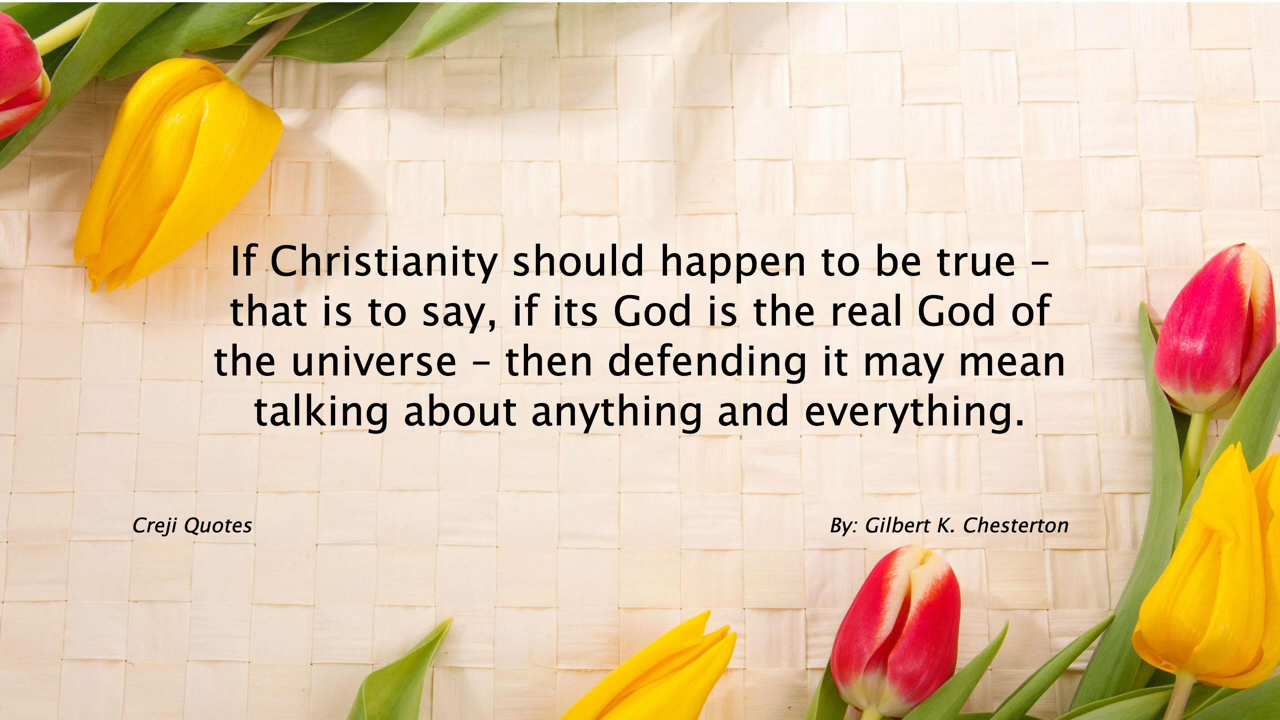 If Christianity should happen to be true –
that is to say, if its God is the real God of
the universe – then defending it may mean
talking about anything and everything.
Creji Quotes
By: Gilbert K. Chesterton